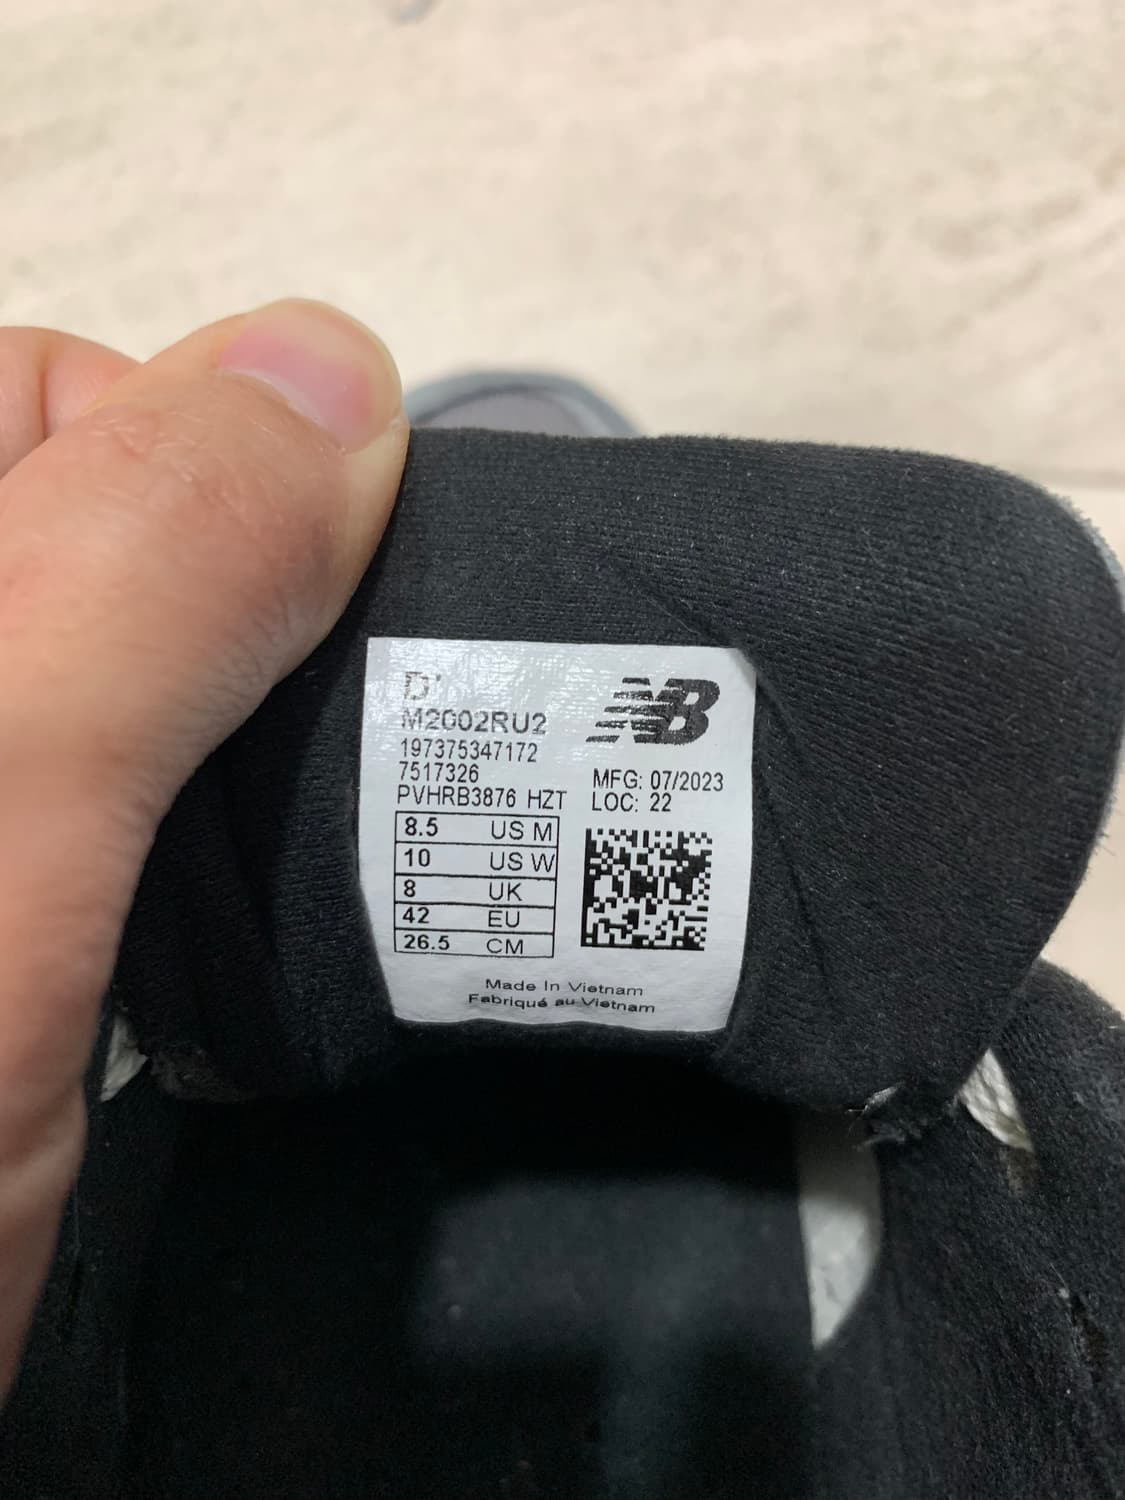 D
M2002RU2
197375347172
7517326
PVHRB3876 HZT
NB
MFG: 07/2023
LOC: 22
8.5 US M
10 US W
8 UK
42 EU
26.5 CM
Made In Vietnam
Fabriqué au Vietnam